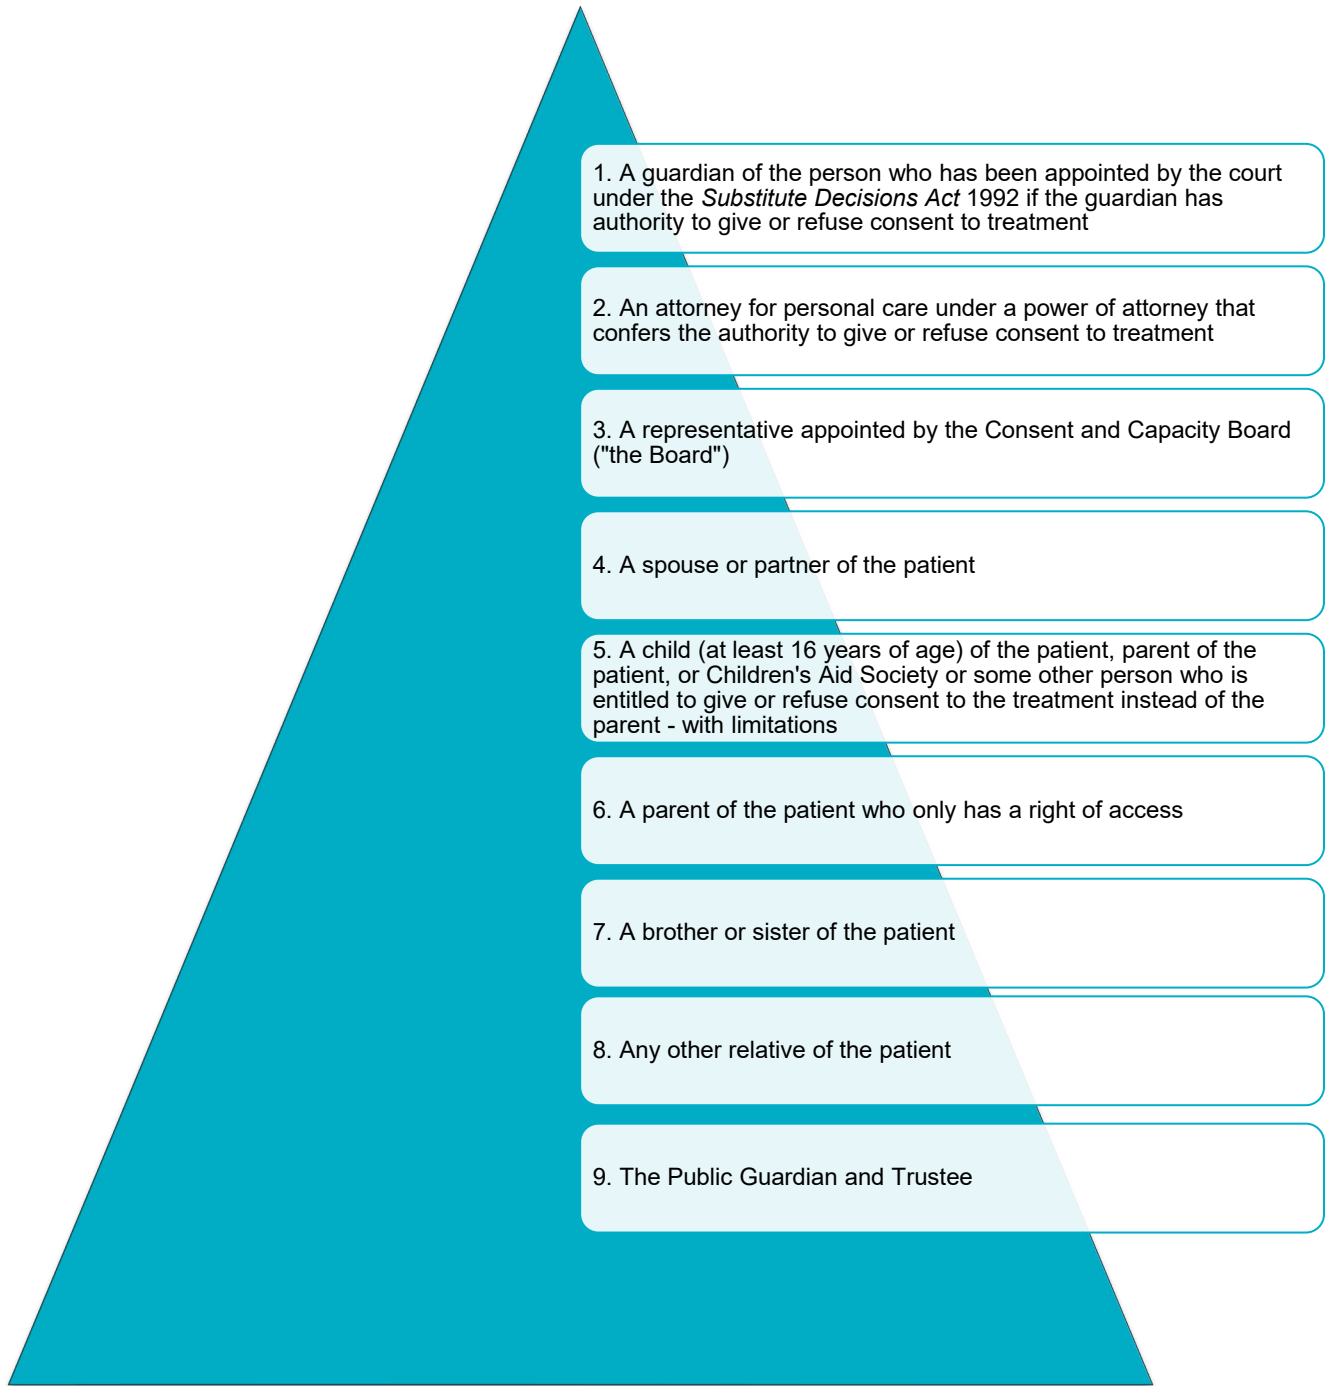 1. A guardian of the person who has been appointed by the court
under the Substitute Decisions Act 1992 if the guardian has
authority to give or refuse consent to treatment
2. An attorney for personal care under a power of attorney that
confers the authority to give or refuse consent to treatment
3. A representative appointed by the Consent and Capacity Board
("the Board")
4. A spouse or partner of the patient
5. A child (at least 16 years of age) of the patient, parent of the
patient, or Children's Aid Society or some other person who is
entitled to give or refuse consent to the treatment instead of the
parent - with limitations
6. A parent of the patient who only has a right of access
7. A brother or sister of the patient
8. Any other relative of the patient
9. The Public Guardian and Trustee